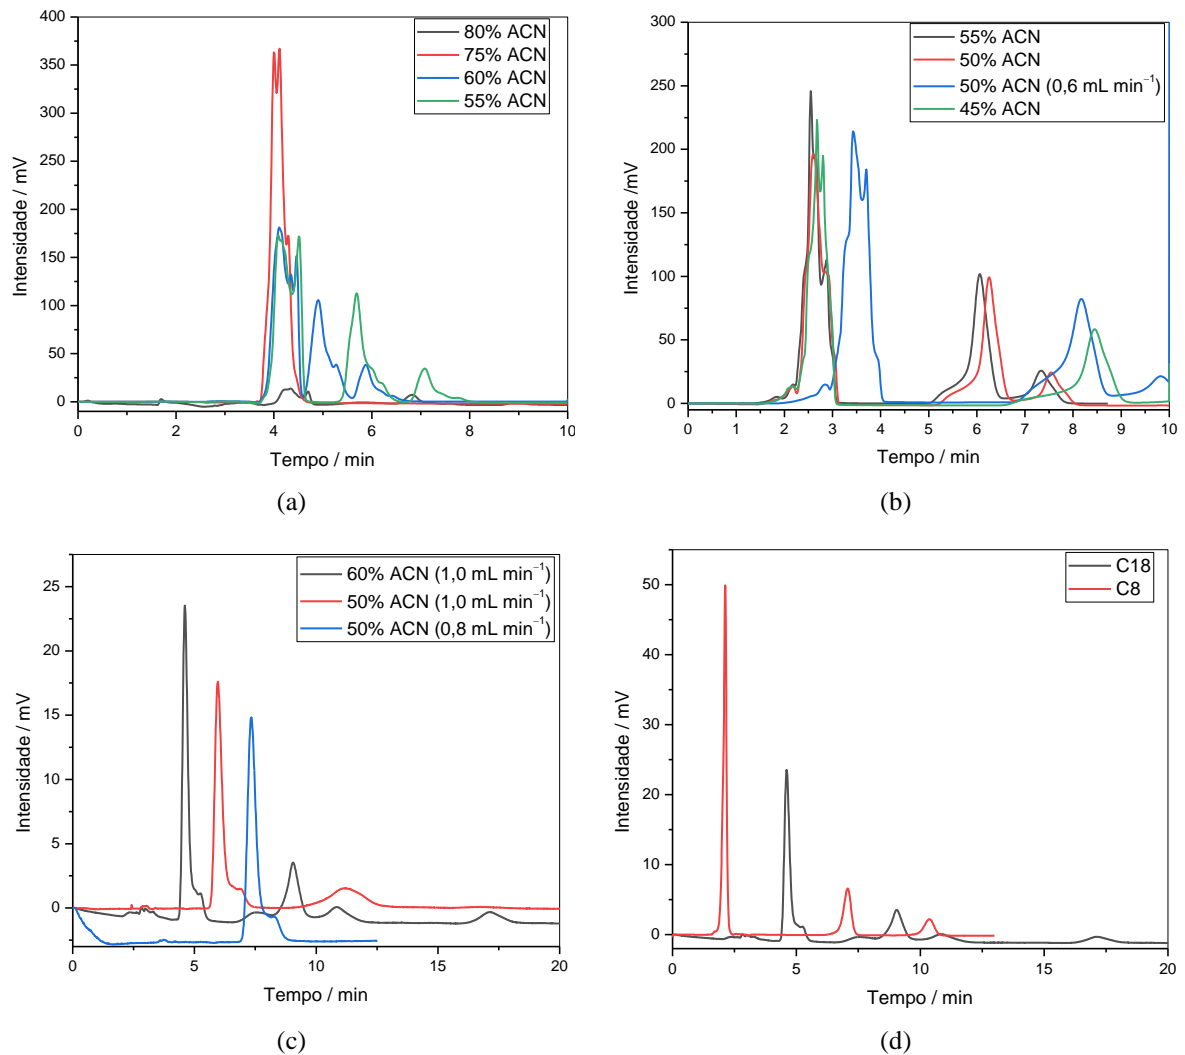 400
350
300
250
200
150
100
50
0
Intensidade / mV
80% ACN
75% ACN
60% ACN
55% ACN
0 2 4 6 8 10
Tempo / min
(a)
300
250
200
150
100
50
0
Intensidade /mV
55% ACN
50% ACN
50% ACN (0,6 mL min⁻¹)
45% ACN
0 1 2 3 4 5 6 7 8 9 10
Tempo / min
(b)
25
20
15
10
5
0
Intensidade / mV
60% ACN (1,0 mL min⁻¹)
50% ACN (1,0 mL min⁻¹)
50% ACN (0,8 mL min⁻¹)
0 5 10 15 20
Tempo / min
(c)
50
40
30
20
10
0
Intensidade / mV
C18
C8
0 5 10 15 20
Tempo / min
(d)